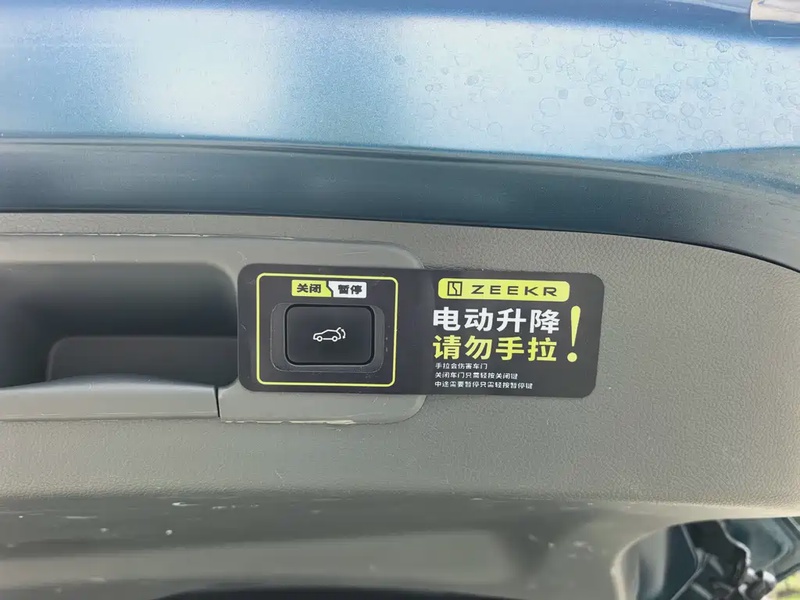 关闭 暂停
ZEEKR
电动升降
请勿手拉!
手拉会伤害车门
关闭车门只需轻按关闭键
中途需要暂停只需轻按暂停键